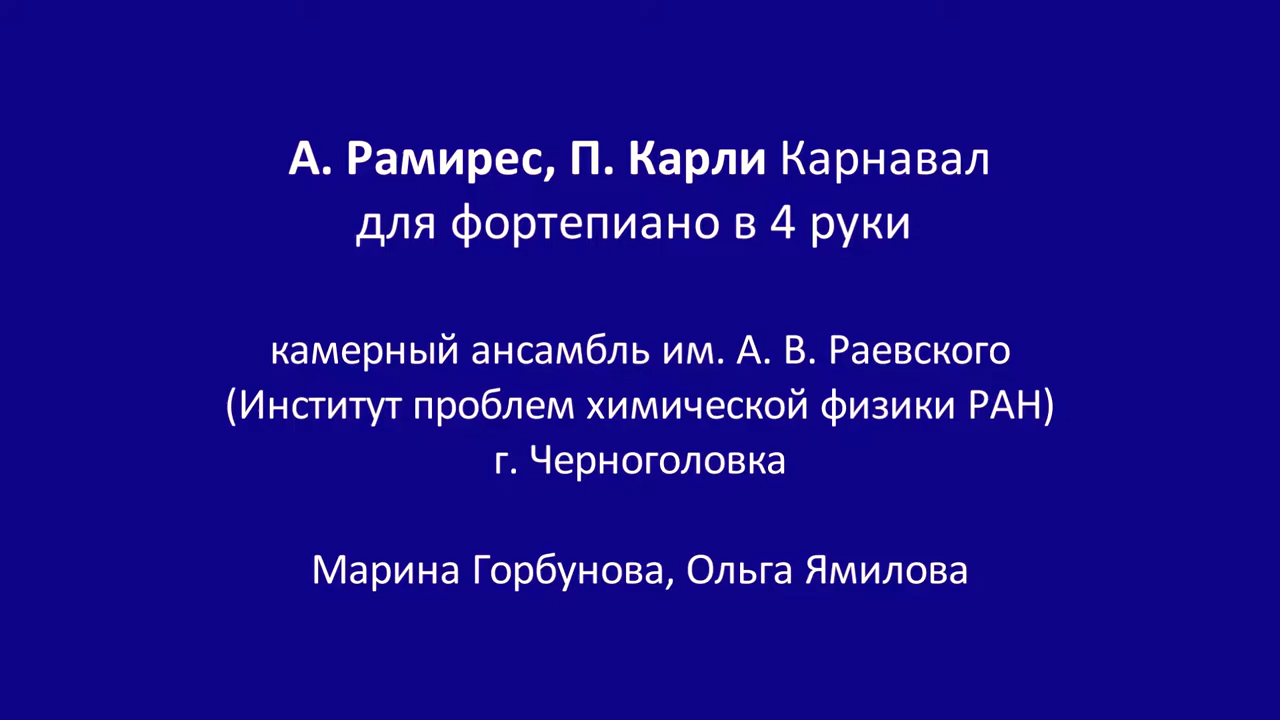 А. Рамирес, П. Карли Карнавал
для фортепиано в 4 руки
камерный ансамбль им. А. В. Раевского
(Институт проблем химической физики РАН)
г. Черноголовка
Марина Горбунова, Ольга Ямилова